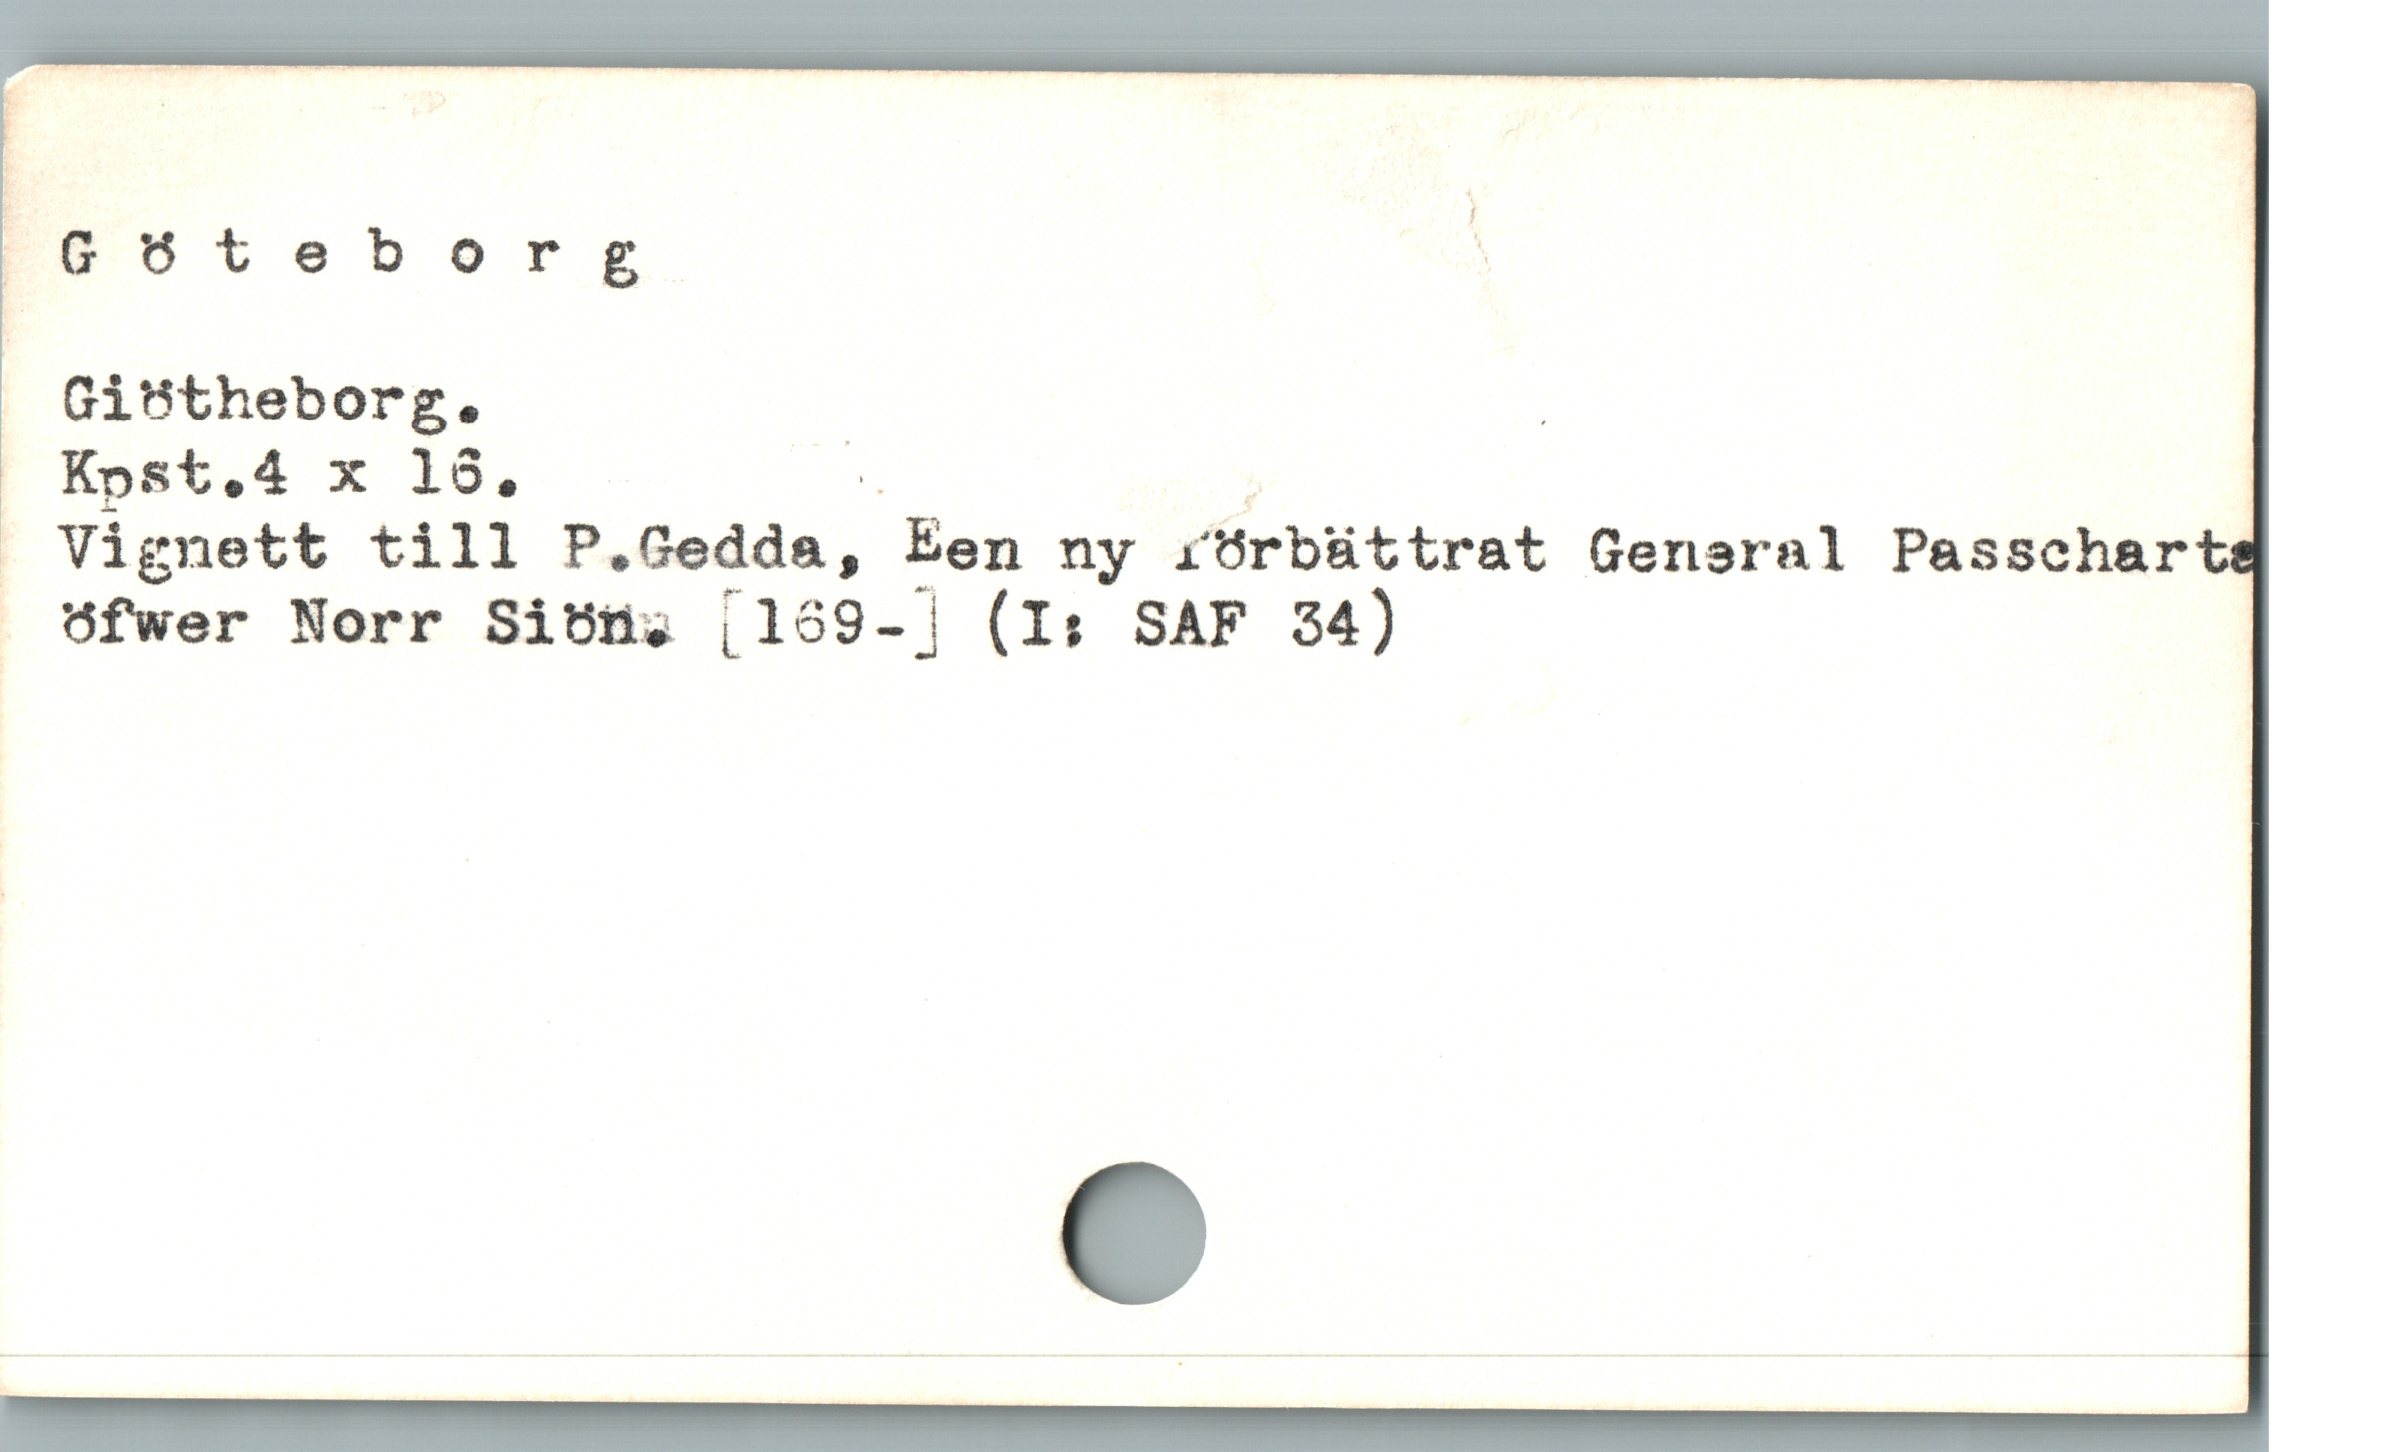 G ö t e b o r g
Giötheborg.
Kpst.4 x 16.
Vignett till P.Gedda, Een ny förbättrat General Passcharta
öfwer Norr Siön. [169-] (I: SAF 34)